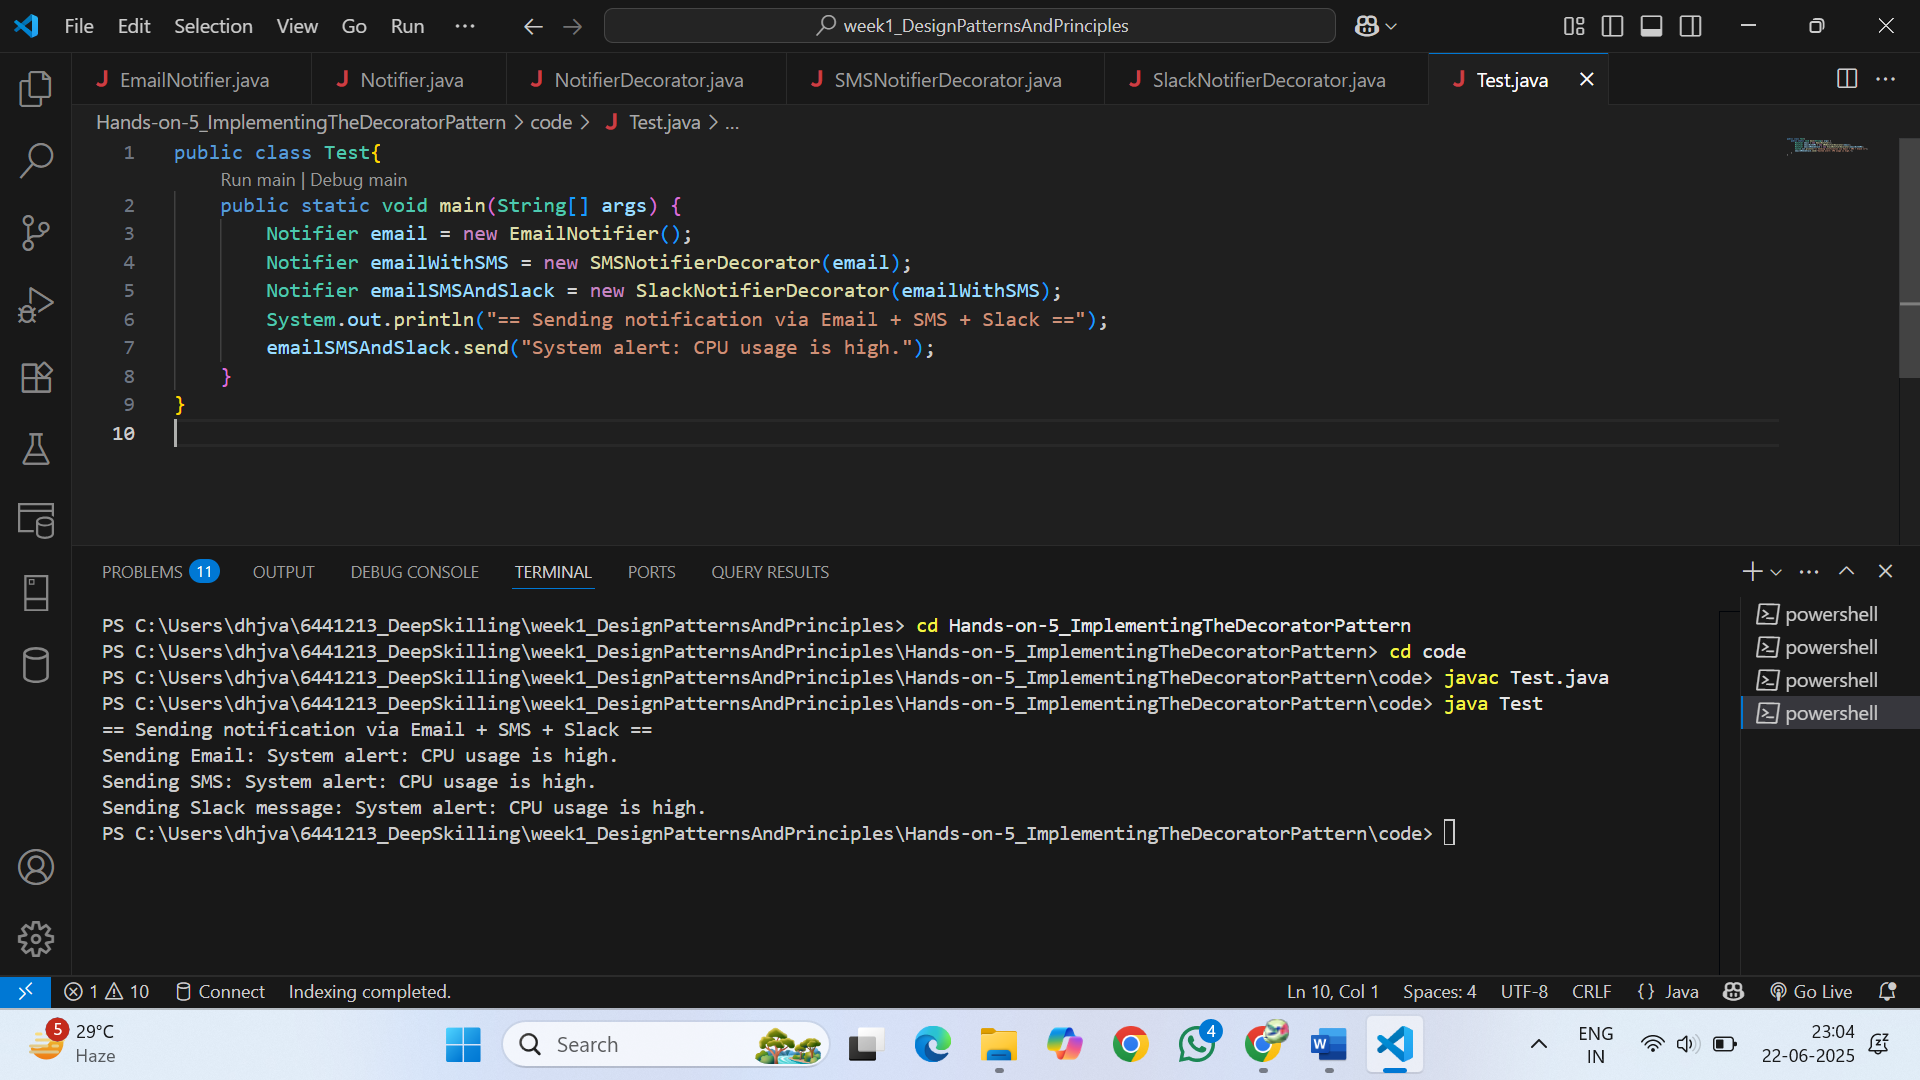 File Edit Selection View Go Run ···
week1_DesignPatternsAndPrinciples
J EmailNotifier.java J Notifier.java J NotifierDecorator.java J SMSNotifierDecorator.java J SlackNotifierDecorator.java J Test.java
Hands-on-5_ImplementingTheDecoratorPattern > code > J Test.java > ...
1 public class Test{
Run main | Debug main
2 public static void main(String[] args) {
3 Notifier email = new EmailNotifier();
4 Notifier emailWithSMS = new SMSNotifierDecorator(email);
5 Notifier emailSMSAndSlack = new SlackNotifierDecorator(emailWithSMS);
6 System.out.println("== Sending notification via Email + SMS + Slack ==");
7 emailSMSAndSlack.send("System alert: CPU usage is high.");
8 }
9 }
10
PROBLEMS 11 OUTPUT DEBUG CONSOLE TERMINAL PORTS QUERY RESULTS
PS C:\Users\dhjva\6441213_DeepSkilling\week1_DesignPatternsAndPrinciples> cd Hands-on-5_ImplementingTheDecoratorPattern
PS C:\Users\dhjva\6441213_DeepSkilling\week1_DesignPatternsAndPrinciples\Hands-on-5_ImplementingTheDecoratorPattern> cd code
PS C:\Users\dhjva\6441213_DeepSkilling\week1_DesignPatternsAndPrinciples\Hands-on-5_ImplementingTheDecoratorPattern\code> javac Test.java
PS C:\Users\dhjva\6441213_DeepSkilling\week1_DesignPatternsAndPrinciples\Hands-on-5_ImplementingTheDecoratorPattern\code> java Test
== Sending notification via Email + SMS + Slack ==
Sending Email: System alert: CPU usage is high.
Sending SMS: System alert: CPU usage is high.
Sending Slack message: System alert: CPU usage is high.
PS C:\Users\dhjva\6441213_DeepSkilling\week1_DesignPatternsAndPrinciples\Hands-on-5_ImplementingTheDecoratorPattern\code>
powershell
powershell
powershell
powershell
1 10 Connect Indexing completed. Ln 10, Col 1 Spaces: 4 UTF-8 CRLF {} Java Go Live
5 29°C
Haze
Search
4
W
ENG
IN
23:04
22-06-2025